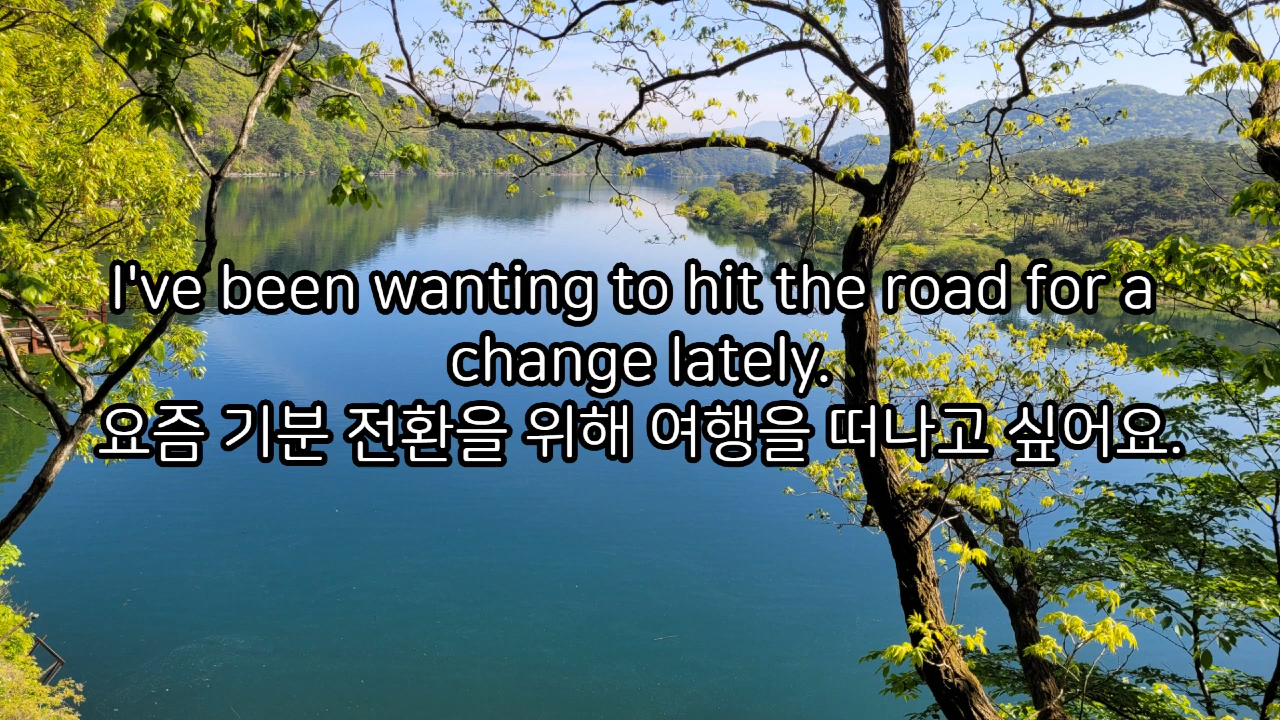 I've been wanting to hit the road for a
change lately.
요즘 기분 전환을 위해 여행을 떠나고 싶어요.